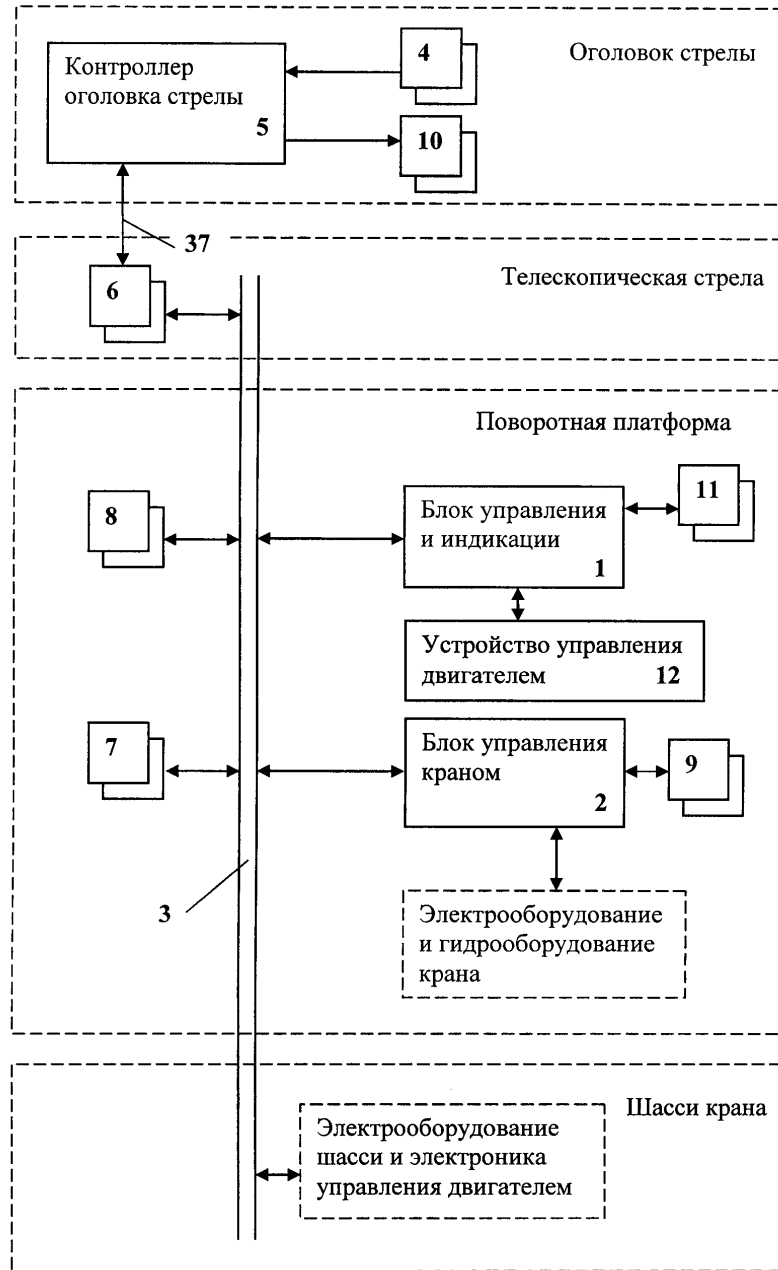 Оголовок стрелы
Контроллер
оголовка стрелы
5
4
10
37
Телескопическая стрела
6
Поворотная платформа
8
Блок управления
и индикации
1
11
Устройство управления
двигателем 12
7
Блок управления
краном
2
9
3
Электрооборудование
и гидрооборудование
крана
Шасси крана
Электрооборудование
шасси и электроника
управления двигателем